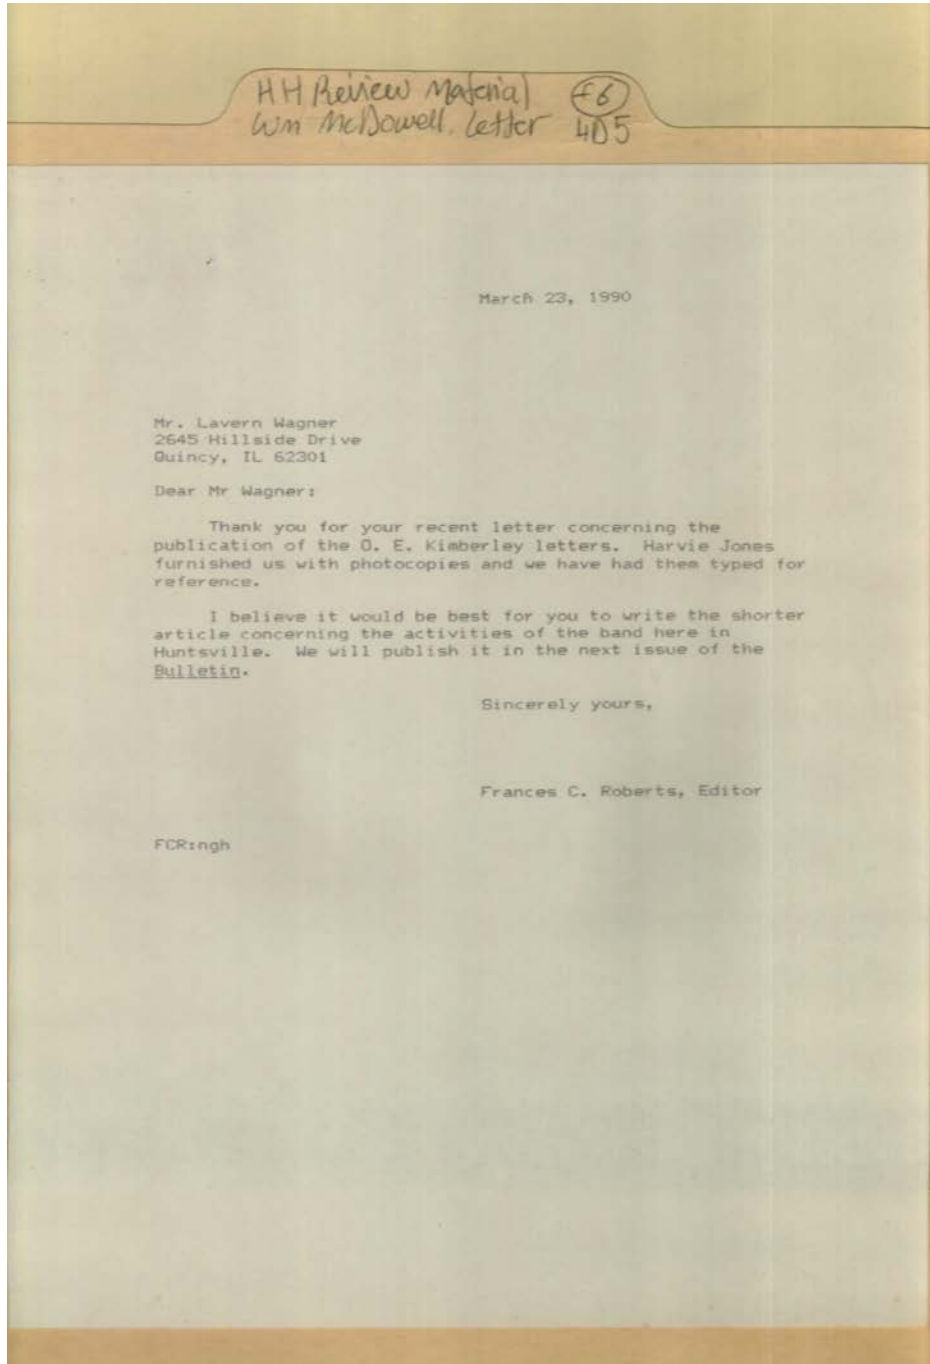 HH Review Material F6
Wm McDowell Letter 4D5
March 23, 1990
Mr. Lavern Wagner
2645 Hillside Drive
Quincy, IL 62301
Dear Mr Wagner:
Thank you for your recent letter concerning the
publication of the O. E. Kimberley letters. Harvie Jones
furnished us with photocopies and we have had them typed for
reference.
I believe it would be best for you to write the shorter
article concerning the activities of the band here in
Huntsville. We will publish it in the next issue of the
Bulletin.
Sincerely yours,
Frances C. Roberts, Editor
FCR:ngh